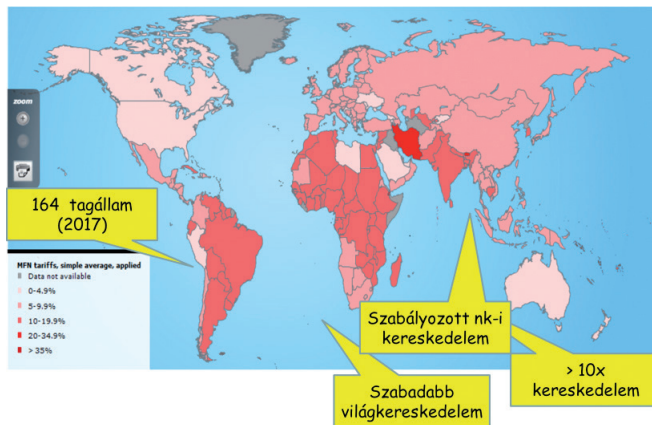 zoom
164 tagállam
(2017)
MFN tariffs, simple average, applied
Data not available
0-4.9%
5-9.9%
10-19.9%
20-34.9%
> 35%
Szabályozott nk-i
kereskedelem
> 10x
kereskedelem
Szabadabb
világkereskedelem